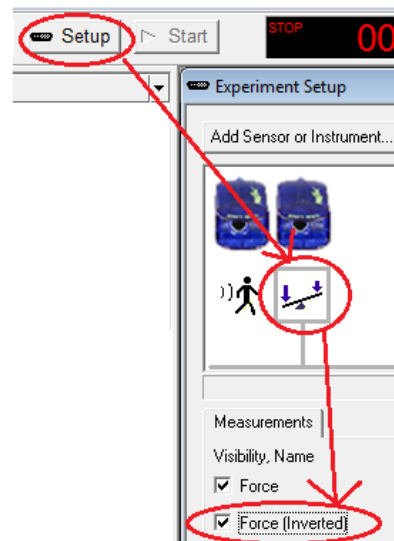 Setup
Start
STOP
00
Experiment Setup
Add Sensor or Instrument...
Measurements
Visibility, Name
Force
Force (Inverted)